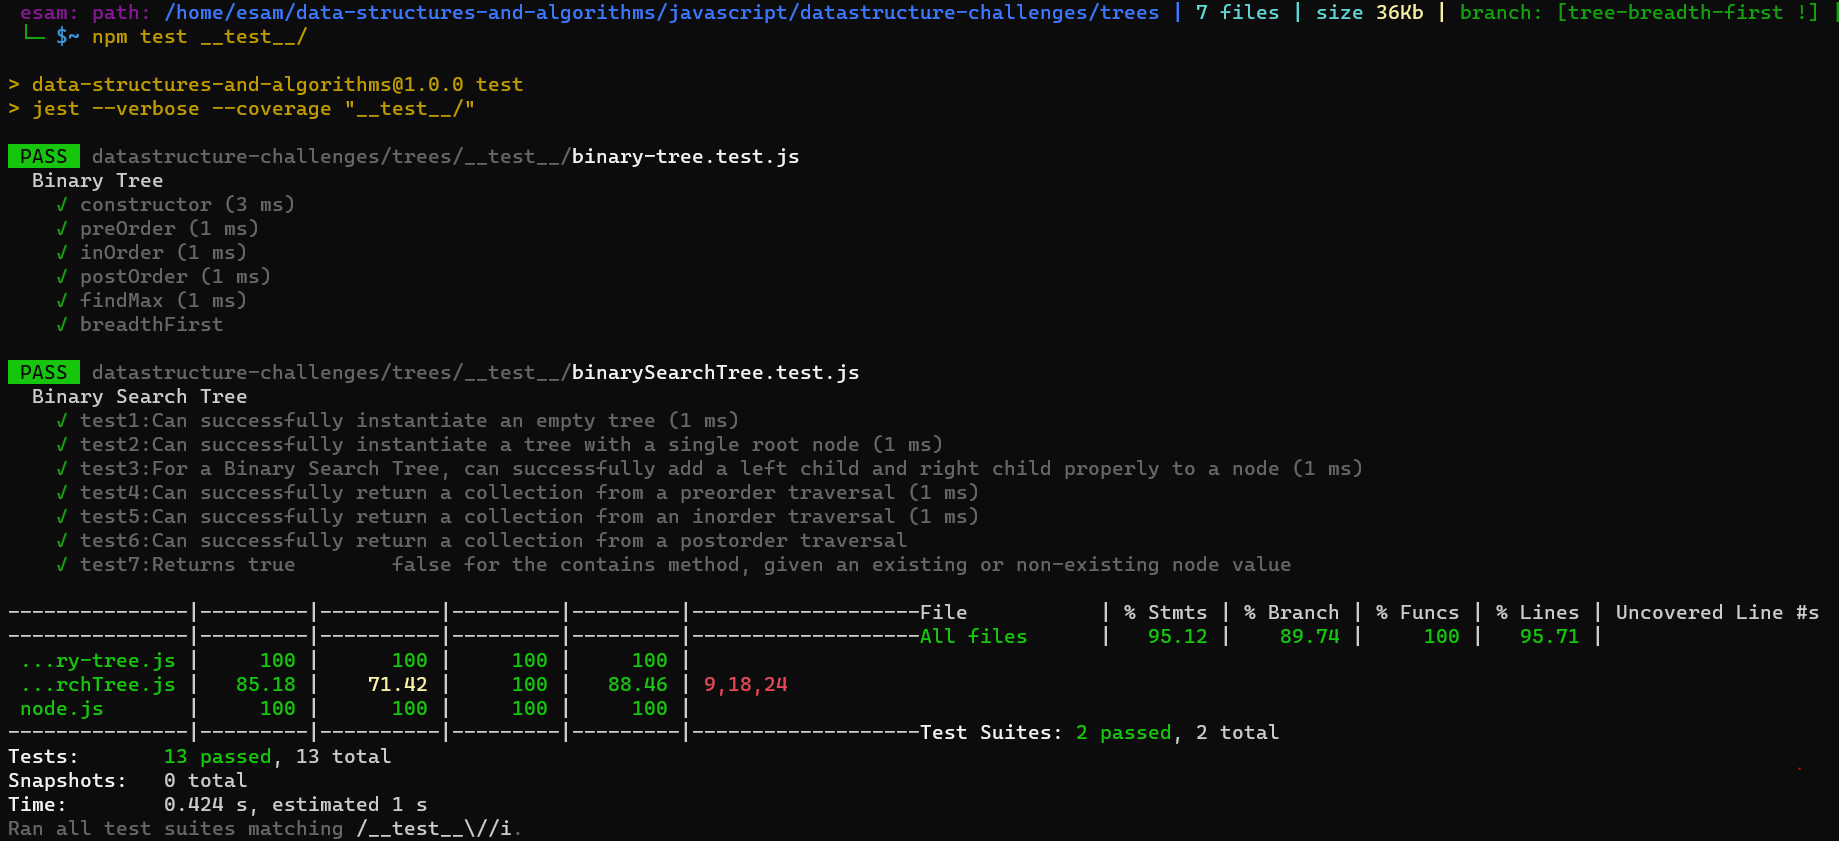 esam: path: /home/esam/data-structures-and-algorithms/javascript/datastructure-challenges/trees | 7 files | size 36Kb | branch: [tree-breadth-first !] |
└─ $~ npm test __test__/
> data-structures-and-algorithms@1.0.0 test
> jest --verbose --coverage "__test__/"
PASS datastructure-challenges/trees/__test__/binary-tree.test.js
Binary Tree
√ constructor (3 ms)
√ preOrder (1 ms)
√ inOrder (1 ms)
√ postOrder (1 ms)
√ findMax (1 ms)
√ breadthFirst
PASS datastructure-challenges/trees/__test__/binarySearchTree.test.js
Binary Search Tree
√ test1:Can successfully instantiate an empty tree (1 ms)
√ test2:Can successfully instantiate a tree with a single root node (1 ms)
√ test3:For a Binary Search Tree, can successfully add a left child and right child properly to a node (1 ms)
√ test4:Can successfully return a collection from a preorder traversal (1 ms)
√ test5:Can successfully return a collection from an inorder traversal (1 ms)
√ test6:Can successfully return a collection from a postorder traversal
√ test7:Returns true        false for the contains method, given an existing or non-existing node value
---------------|---------|----------|---------|---------|-------------------File           | % Stmts | % Branch | % Funcs | % Lines | Uncovered Line #s
---------------|---------|----------|---------|---------|-------------------All files      |   95.12 |    89.74 |     100 |   95.71 |
...ry-tree.js |     100 |      100 |     100 |     100 |
...rchTree.js |   85.18 |    71.42 |     100 |   88.46 | 9,18,24
node.js       |     100 |      100 |     100 |     100 |
---------------|---------|----------|---------|---------|-------------------Test Suites: 2 passed, 2 total
Tests:       13 passed, 13 total
Snapshots:   0 total
Time:        0.424 s, estimated 1 s
Ran all test suites matching /__test__\//i.